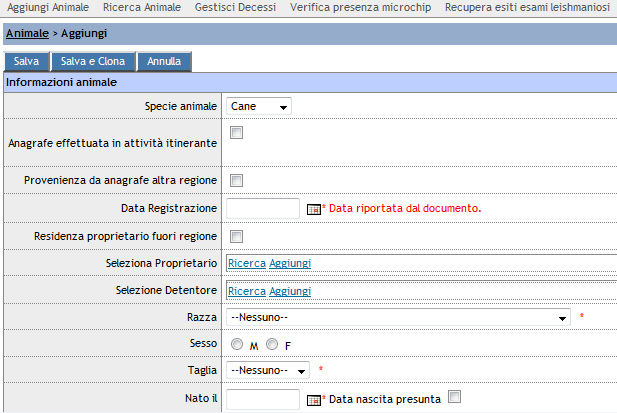 Aggiungi Animale Ricerca Animale Gestisci Decessi Verifica presenza microchip Recupera esiti esami leishmaniosi
Animale > Aggiungi
Salva Salva e Clona Annulla
Informazioni animale
Specie animale Cane
Anagrafe effettuata in attività itinerante
Provenienza da anagrafe altra regione
Data Registrazione * Data riportata dal documento.
Residenza proprietario fuori regione
Seleziona Proprietario Ricerca Aggiungi
Selezione Detentore Ricerca Aggiungi
Razza --Nessuno-- *
Sesso M F
Taglia --Nessuno-- *
Nato il * Data nascita presunta